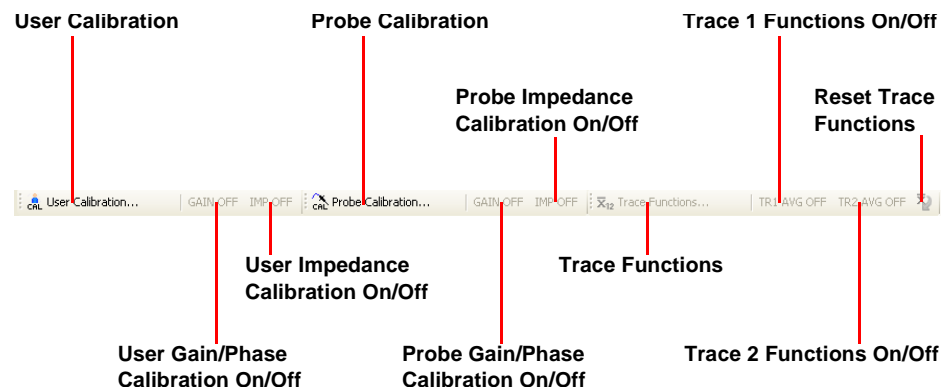 User Calibration
Probe Calibration
Trace 1 Functions On/Off
Probe Impedance
Calibration On/Off
Reset Trace
Functions
CAL User Calibration... GAIN OFF IMP OFF CAL Probe Calibration... GAIN OFF IMP OFF X12 Trace Functions... TR1 AVG OFF TR2 AVG OFF
User Impedance
Calibration On/Off
Trace Functions
User Gain/Phase
Calibration On/Off
Probe Gain/Phase
Calibration On/Off
Trace 2 Functions On/Off